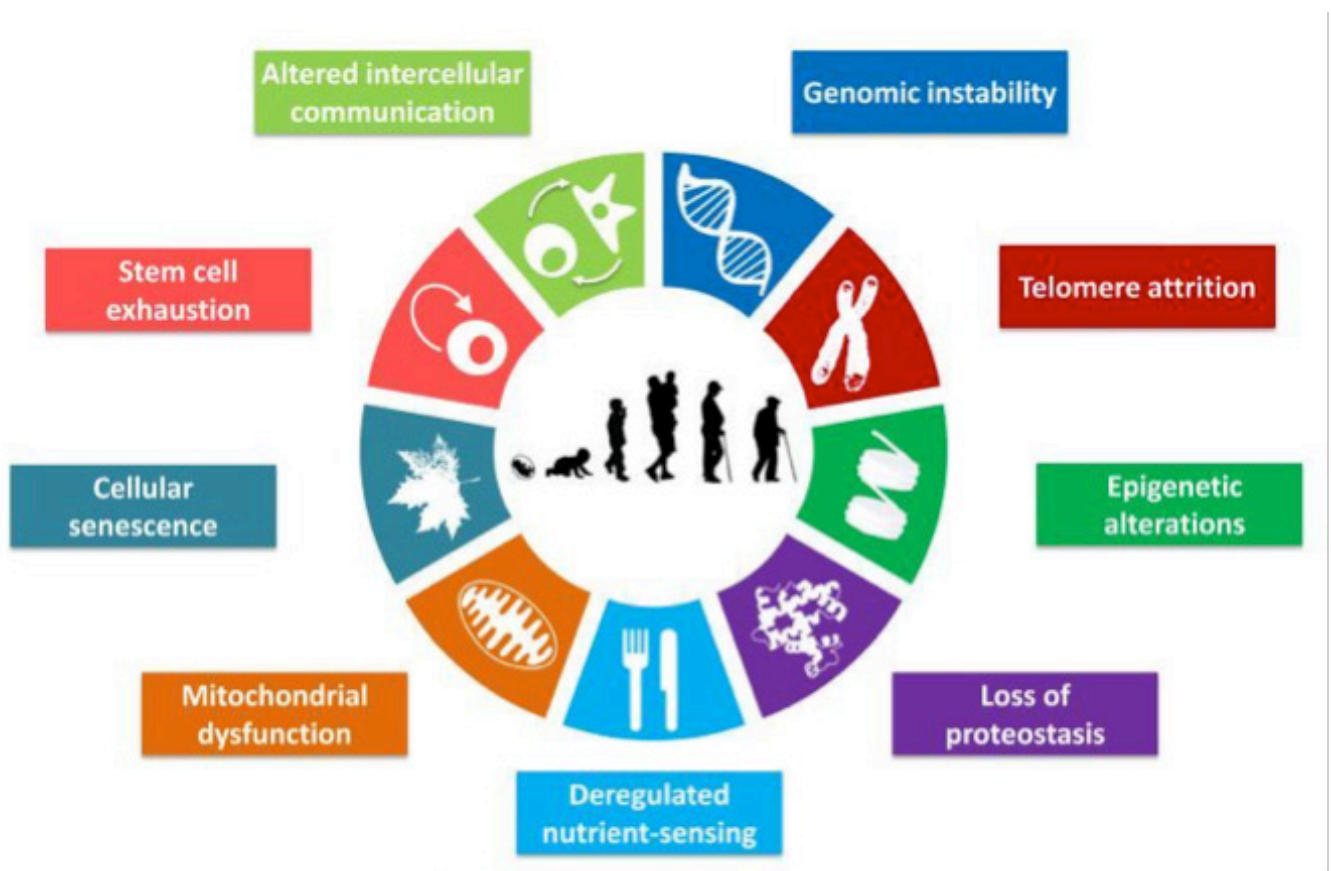 Altered intercellular
communication
Genomic instability
Stem cell
exhaustion
Telomere attrition
Cellular
senescence
Epigenetic
alterations
Mitochondrial
dysfunction
Loss of
proteostasis
Deregulated
nutrient-sensing